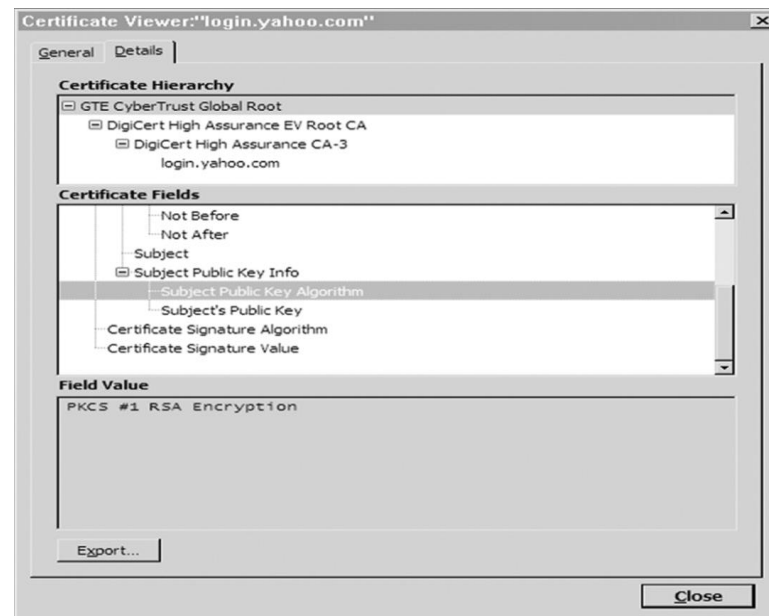 Certificate Viewer:"login.yahoo.com"
General Details
Certificate Hierarchy
GTE CyberTrust Global Root
DigiCert High Assurance EV Root CA
DigiCert High Assurance CA-3
login.yahoo.com
Certificate Fields
Not Before
Not After
Subject
Subject Public Key Info
Subject Public Key Algorithm
Subject's Public Key
Certificate Signature Algorithm
Certificate Signature Value
Field Value
PKCS #1 RSA Encryption
Export...
Close